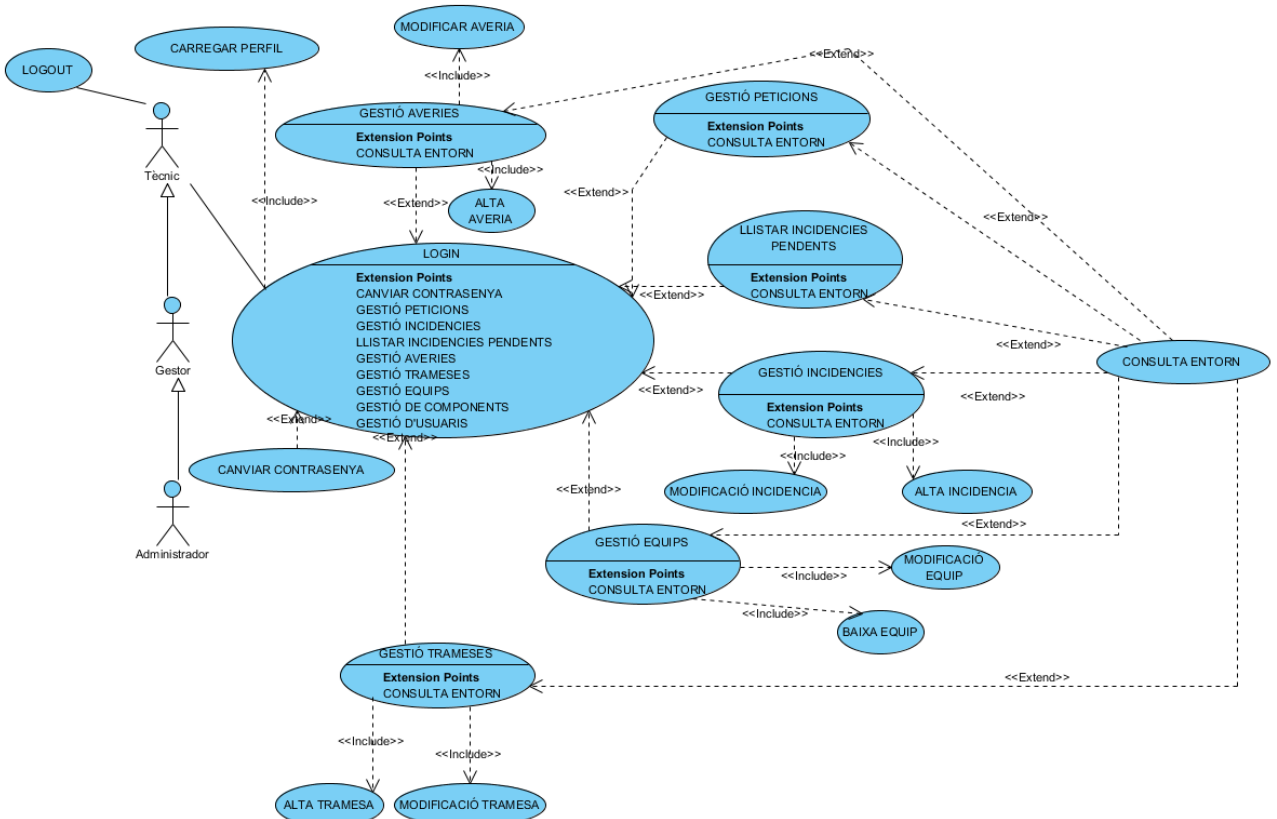 MODIFICAR AVERIA
CARREGAR PERFIL
LOGOUT
<<Extend>>
<<Include>>
GESTIÓ PETICIONS
Extension Points
CONSULTA ENTORN
GESTIÓ AVERIES
Extension Points
CONSULTA ENTORN
Tècnic
<<Include>>
<<Extend>>
<<Include>>
<<Extend>>
ALTA
AVERIA
<<Extend>>
LLISTAR INCIDENCIES
PENDENTS
Extension Points
CONSULTA ENTORN
LOGIN
Extension Points
CANVIAR CONTRASENYA
GESTIÓ PETICIONS
GESTIÓ INCIDENCIES
LLISTAR INCIDENCIES PENDENTS
GESTIÓ AVERIES
GESTIÓ TRAMESES
GESTIÓ EQUIPS
GESTIÓ DE COMPONENTS
GESTIÓ D'USUARIS
<<Extend>>
<<Extend>>
CONSULTA ENTORN
Gestor
GESTIÓ INCIDENCIES
Extension Points
CONSULTA ENTORN
<<Extend>>
<<Extend>>
<<Extend>>
<<Extend>>
<<Include>>
<<Include>>
CANVIAR CONTRASENYA
MODIFICACIÓ INCIDENCIA
ALTA INCIDENCIA
<<Extend>>
<<Extend>>
Administrador
GESTIÓ EQUIPS
Extension Points
CONSULTA ENTORN
MODIFICACIÓ
EQUIP
<<Include>>
<<Include>>
BAIXA EQUIP
GESTIÓ TRAMESES
Extension Points
CONSULTA ENTORN
<<Extend>>
<<Include>>
<<Include>>
ALTA TRAMESA
MODIFICACIÓ TRAMESA